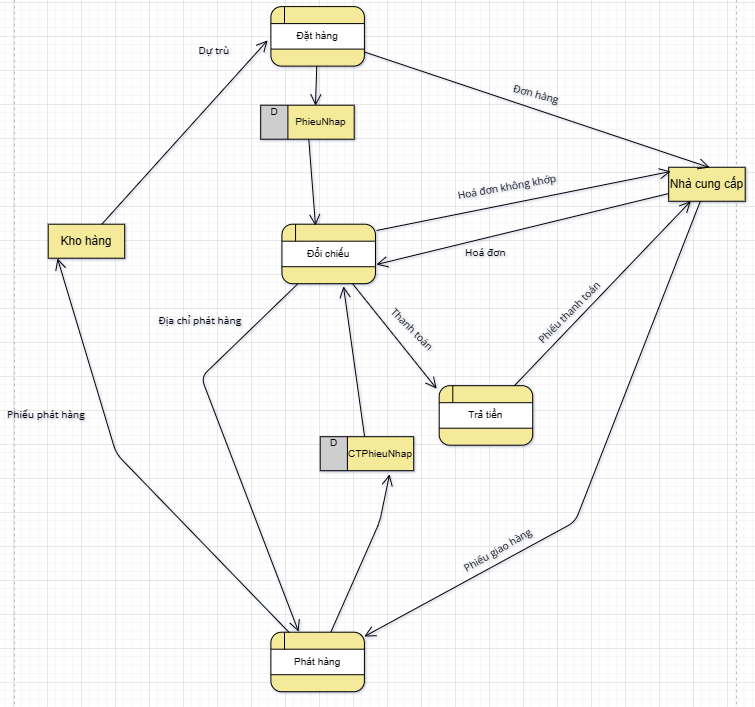 Đặt hàng
Dự trù
Đơn hàng
D
PhieuNhap
Hoá đơn không khớp
Nhà cung cấp
Kho hàng
Đổi chiếu
Hoá đơn
Địa chỉ phát hàng
Thanh toán
Phiếu thanh toán
Phiếu phát hàng
Trả tiền
D
CTPhieuNhap
Phiếu giao hàng
Phát hàng